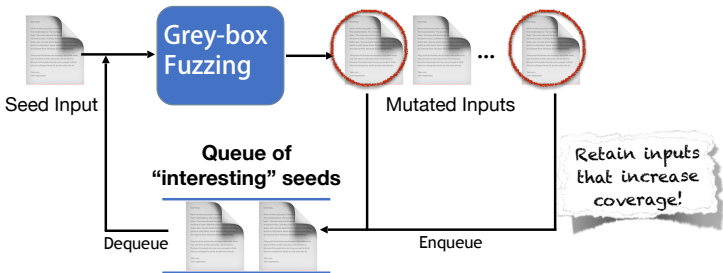 Grey-box
Fuzzing
...
Seed Input
Mutated Inputs
Queue of
“interesting” seeds
Retain inputs
that increase
coverage!
Dequeue
Enqueue